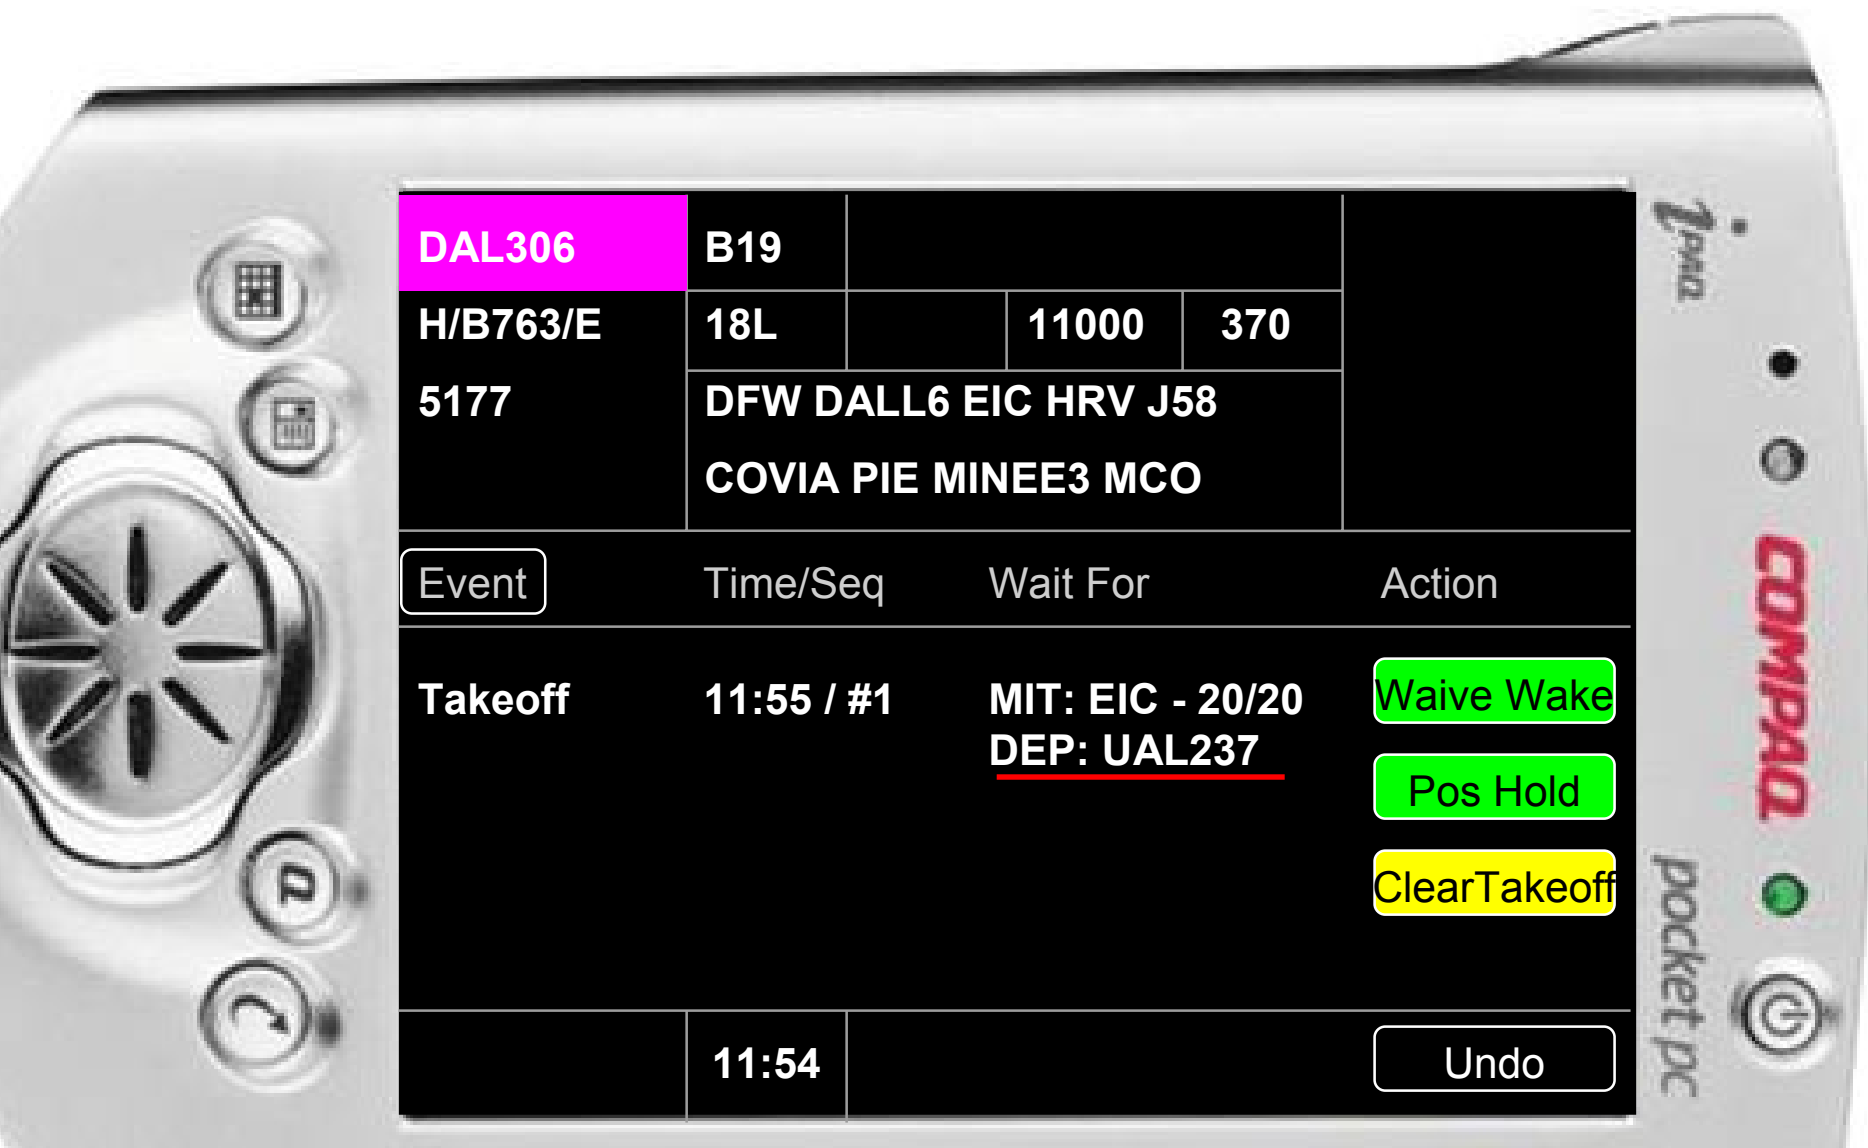 DAL306 B19
H/B763/E 18L 11000 370
5177 DFW DALL6 EIC HRV J58
COVIA PIE MINEE3 MCO
Event Time/Seq Wait For Action
Takeoff 11:55 / #1 MIT: EIC - 20/20 Waive Wake
DEP: UAL237
Pos Hold
ClearTakeoff
11:54 Undo
iPAQ
COMPAQ
pocket pc